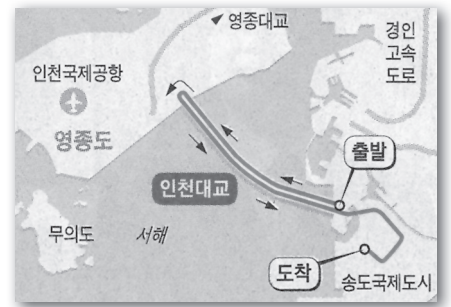 영종대교
경인
고속
도로
인천국제공항
영종도
출발
인천대교
무의도
서해
도착
송도국제도시